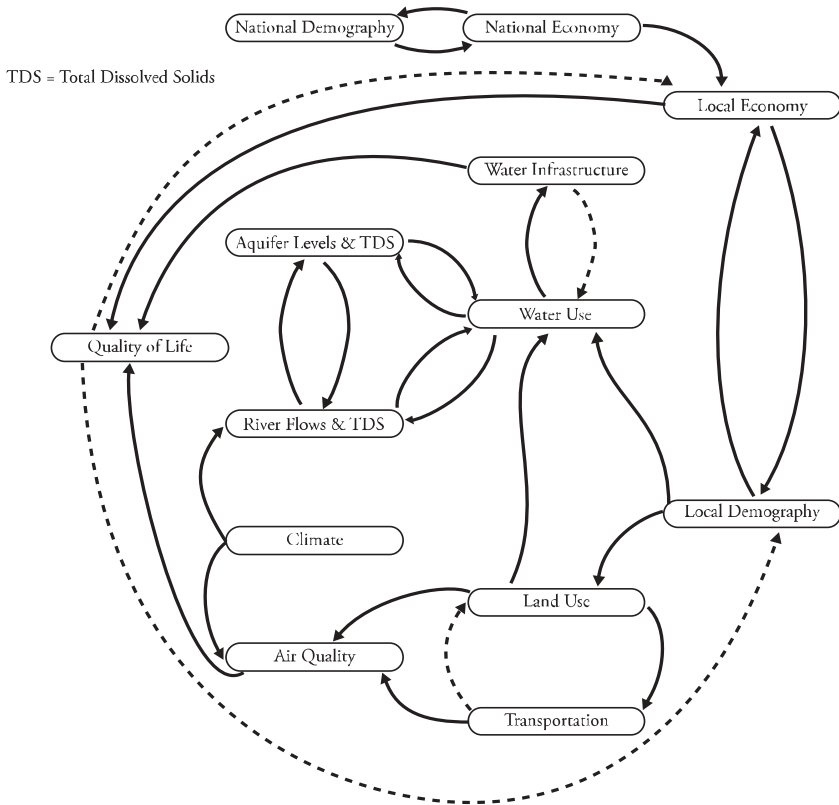 National Demography
National Economy
TDS = Total Dissolved Solids
Local Economy
Water Infrastructure
Aquifer Levels & TDS
Water Use
Quality of Life
River Flows & TDS
Local Demography
Climate
Land Use
Air Quality
Transportation